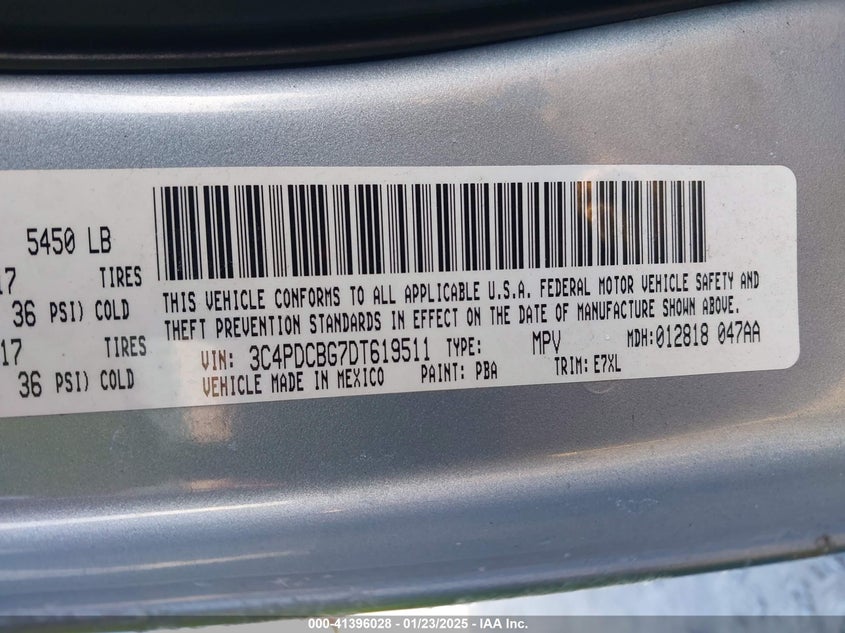 5450 LB
17 TIRES
36 PSI) COLD
17 TIRES
36 PSI) COLD
THIS VEHICLE CONFORMS TO ALL APPLICABLE U.S.A. FEDERAL MOTOR VEHICLE SAFETY AND
THEFT PREVENTION STANDARDS IN EFFECT ON THE DATE OF MANUFACTURE SHOWN ABOVE.
VIN: 3C4PDCBG7DT619511 TYPE: MPV MDH:012818 047AA
VEHICLE MADE IN MEXICO PAINT: PBA TRIM: E7XL
000-41396028 - 01/23/2025 - IAA Inc.